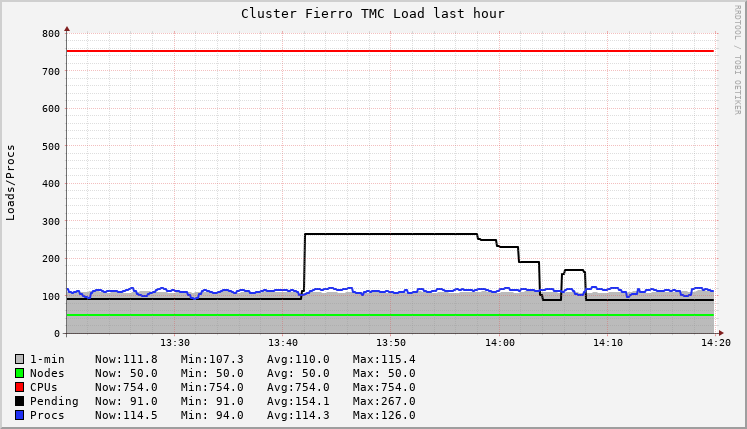 Cluster Fierro TMC Load last hour
RRDTOOL / TOBI OETIKER
Loads/Procs
800
700
600
500
400
300
200
100
0
13:30 13:40 13:50 14:00 14:10 14:20
1-min Now:111.8 Min:107.3 Avg:110.0 Max:115.4
Nodes Now: 50.0 Min: 50.0 Avg: 50.0 Max: 50.0
CPUs Now:754.0 Min:754.0 Avg:754.0 Max:754.0
Pending Now: 91.0 Min: 91.0 Avg:154.1 Max:267.0
Procs Now:114.5 Min: 94.0 Avg:114.3 Max:126.0